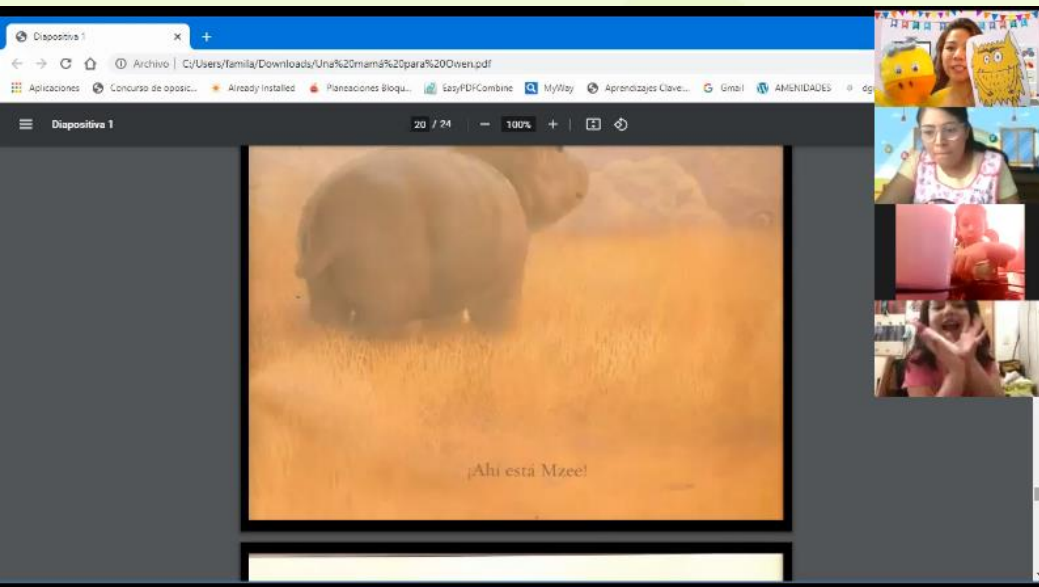 Diapositiva 1
Archivo | C:/Users/famila/Downloads/Una%20mamá%20para%20Owen.pdf
Aplicaciones Concurso de oposic... Already Installed Planeaciones Bloqu... EasyPDFCombine MyWay Aprendizajes Clave... Gmail AMENIDADES
Diapositiva 1 20 / 24 100%
¡Ahí está Mzee!